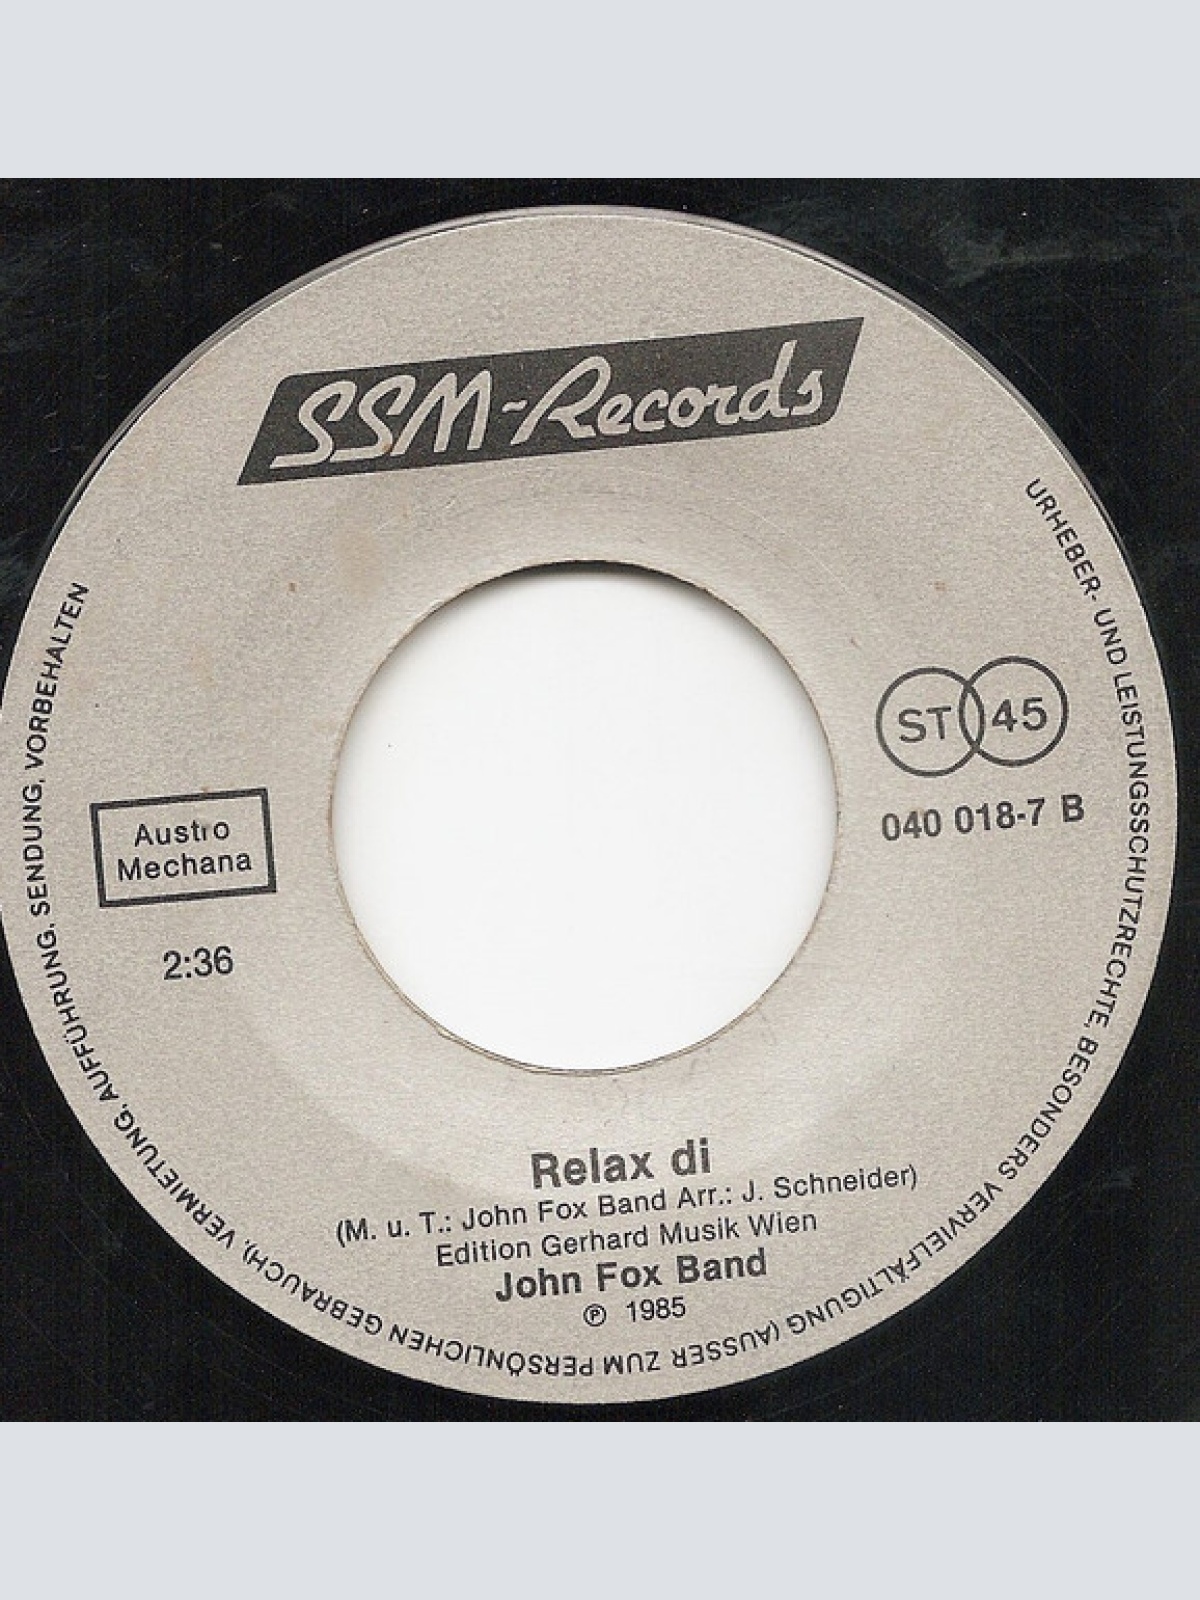 SSM-Records
URHEBER- UND LEISTUNGSSCHUTZRECHTE, BESONDERS VERVIELFÄLTIGUNG (AUSSER ZUM PERSÖNLICHEN GEBRAUCH), VERMIETUNG, AUFFÜHRUNG, SENDUNG, VORBEHALTEN
ST 45
040 018-7 B
Austro
Mechana
2:36
Relax di
(M. u. T.: John Fox Band Arr.: J. Schneider)
Edition Gerhard Musik Wien
John Fox Band
℗ 1985